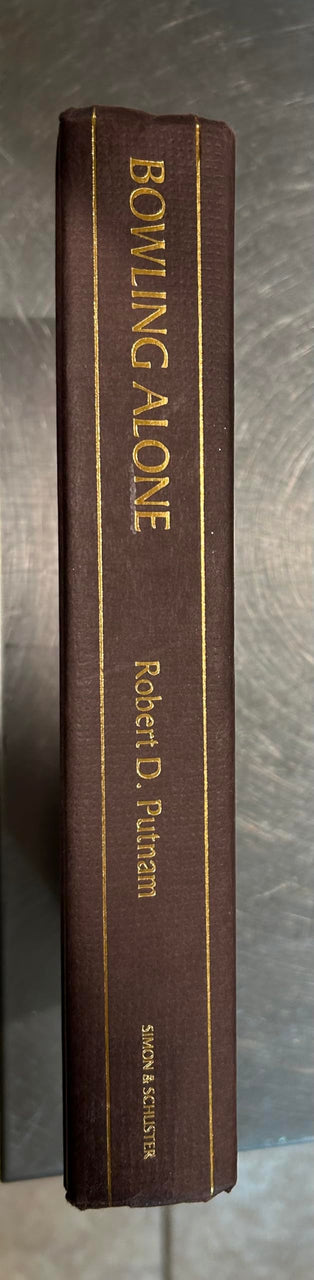 BOWLING ALONE
Robert D. Putnam
SIMON & SCHUSTER